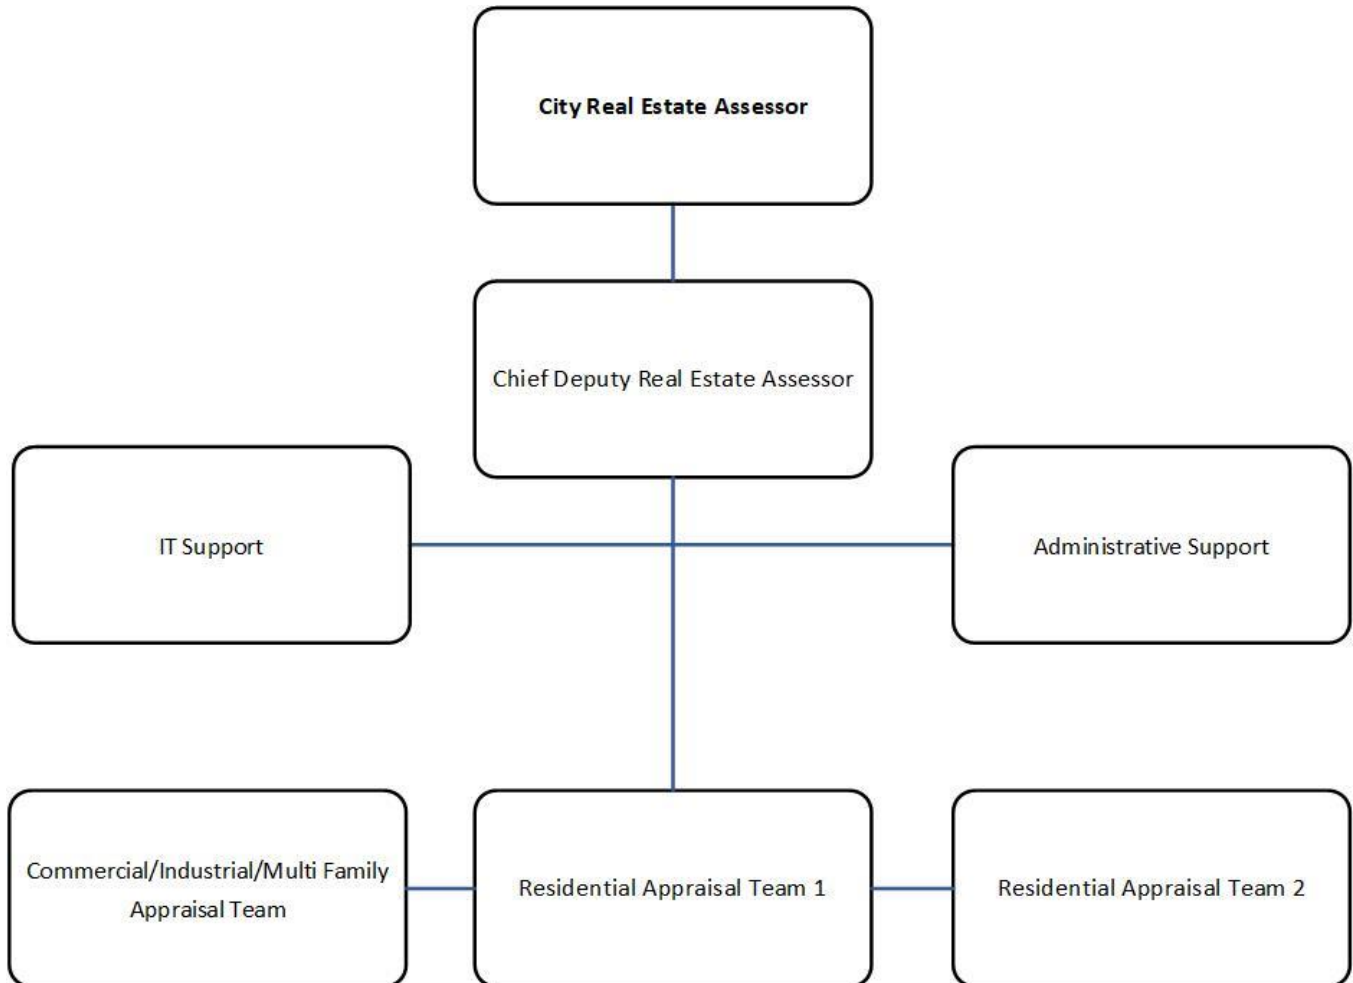 City Real Estate Assessor
Chief Deputy Real Estate Assessor
IT Support
Administrative Support
Commercial/Industrial/Multi Family
Appraisal Team
Residential Appraisal Team 1
Residential Appraisal Team 2